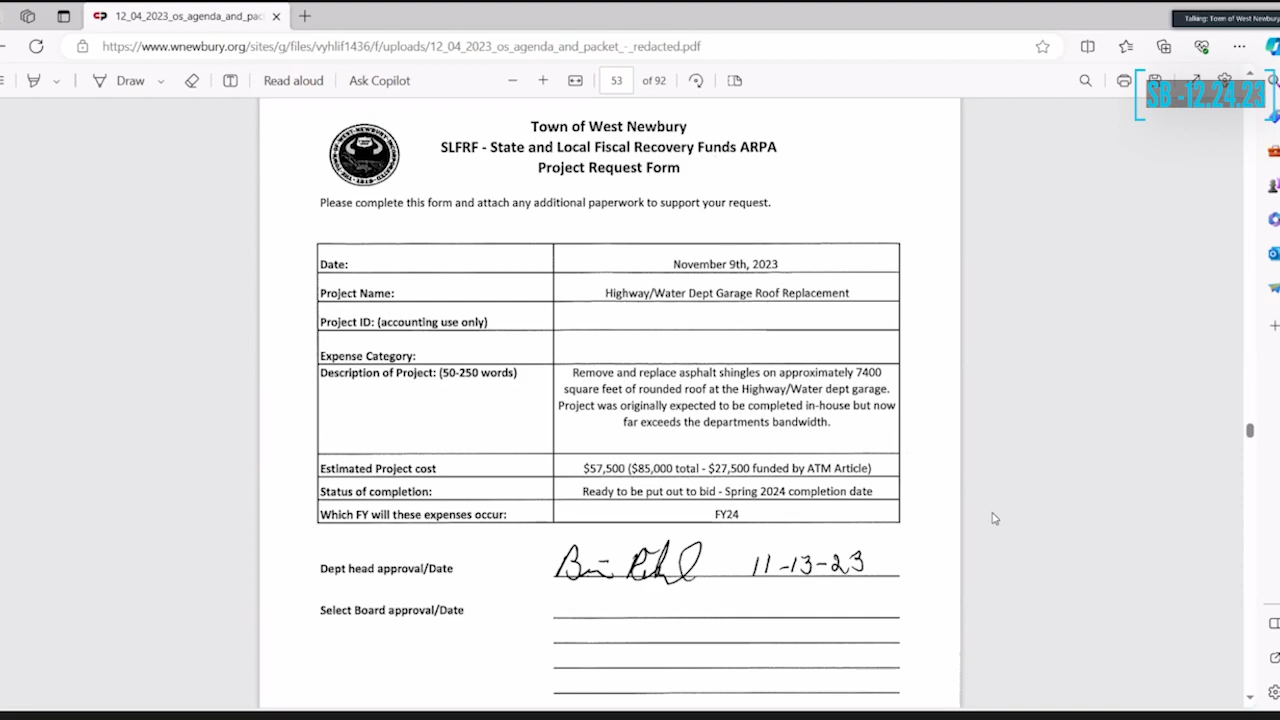 12_04_2023_os_agenda_and_pac
Talking: Town of West Newbury
https://www.wnewbury.org/sites/g/files/vyhlif1436/f/uploads/12_04_2023_os_agenda_and_packet_-_redacted.pdf
Draw
Read aloud
Ask Copilot
53 of 92
SB -12.24.23
Town of West Newbury
SLFRF - State and Local Fiscal Recovery Funds ARPA
Project Request Form
Please complete this form and attach any additional paperwork to support your request.
Date: November 9th, 2023
Project Name: Highway/Water Dept Garage Roof Replacement
Project ID: (accounting use only)
Expense Category:
Description of Project: (50-250 words) Remove and replace asphalt shingles on approximately 7400
square feet of rounded roof at the Highway/Water dept garage.
Project was originally expected to be completed in-house but now
far exceeds the departments bandwidth.
Estimated Project cost $57,500 ($85,000 total - $27,500 funded by ATM Article)
Status of completion: Ready to be put out to bid - Spring 2024 completion date
Which FY will these expenses occur: FY24
Dept head approval/Date 11-13-23
Select Board approval/Date